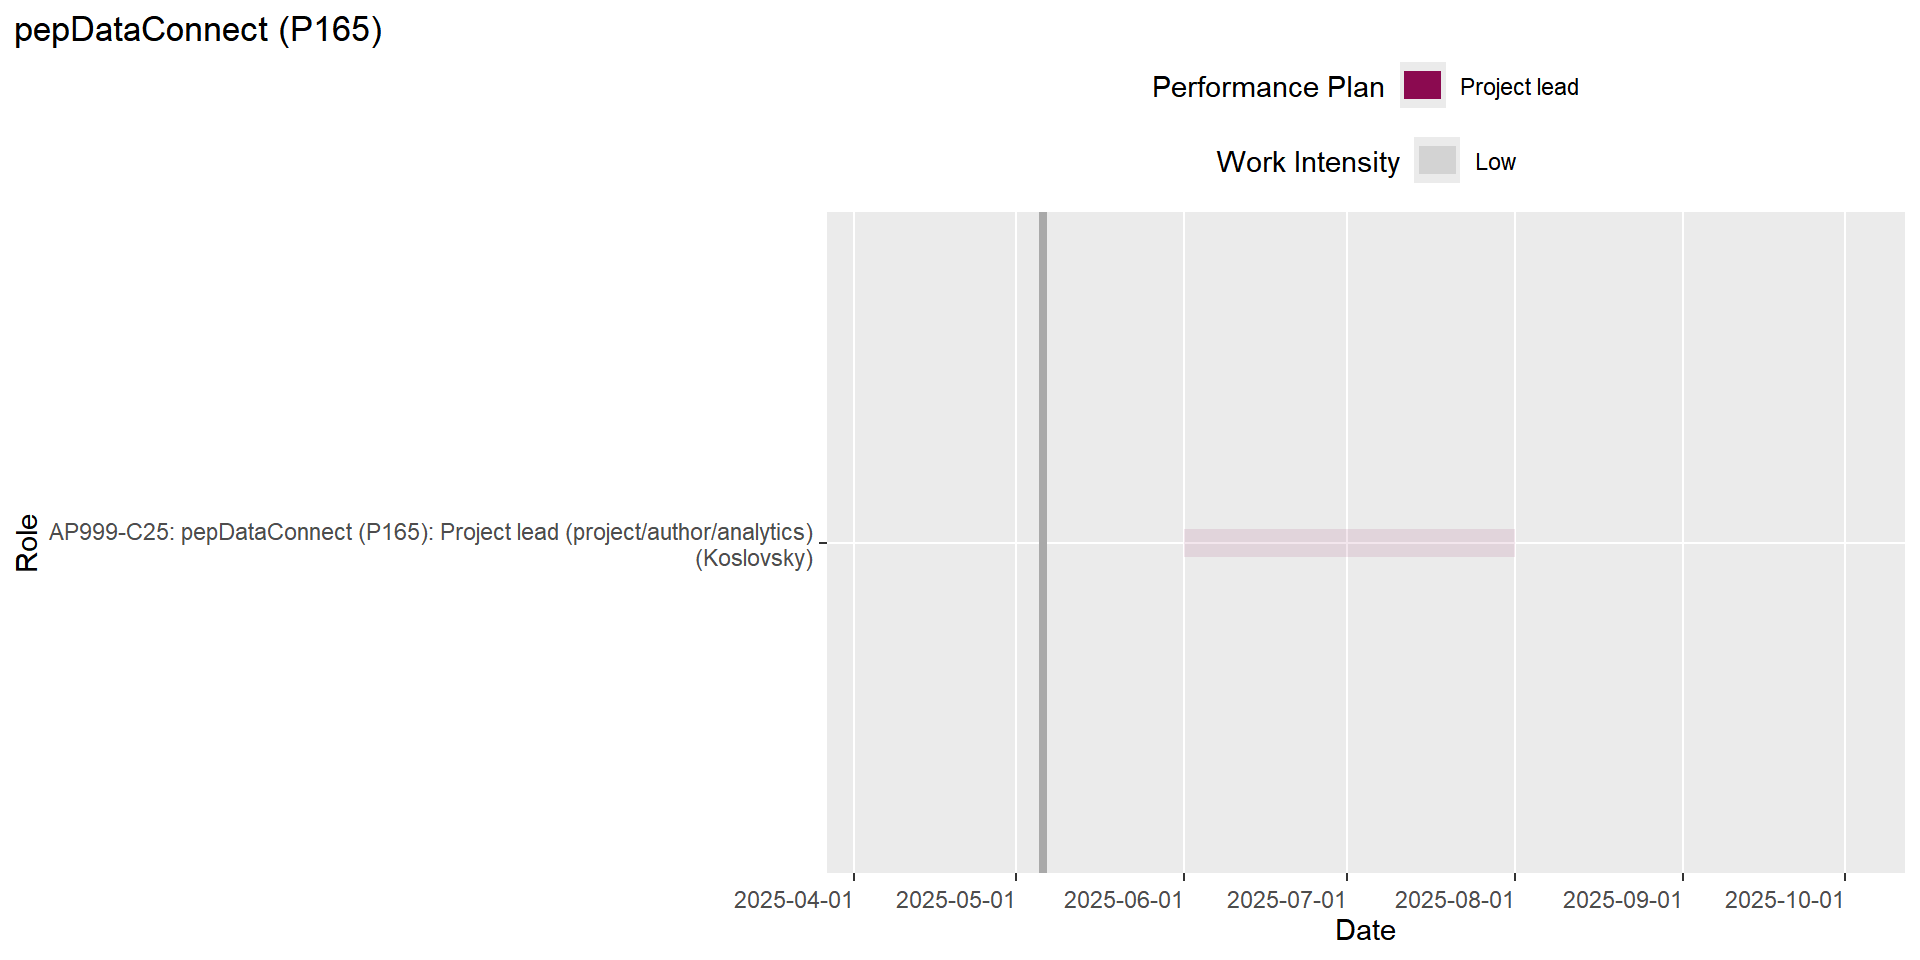 pepDataConnect (P165)
Performance Plan
Project lead
Work Intensity
Low
Role
AP999-C25: pepDataConnect (P165): Project lead (project/author/analytics)
(Koslovsky)
2025-04-01
2025-05-01
2025-06-01
2025-07-01
2025-08-01
2025-09-01
2025-10-01
Date